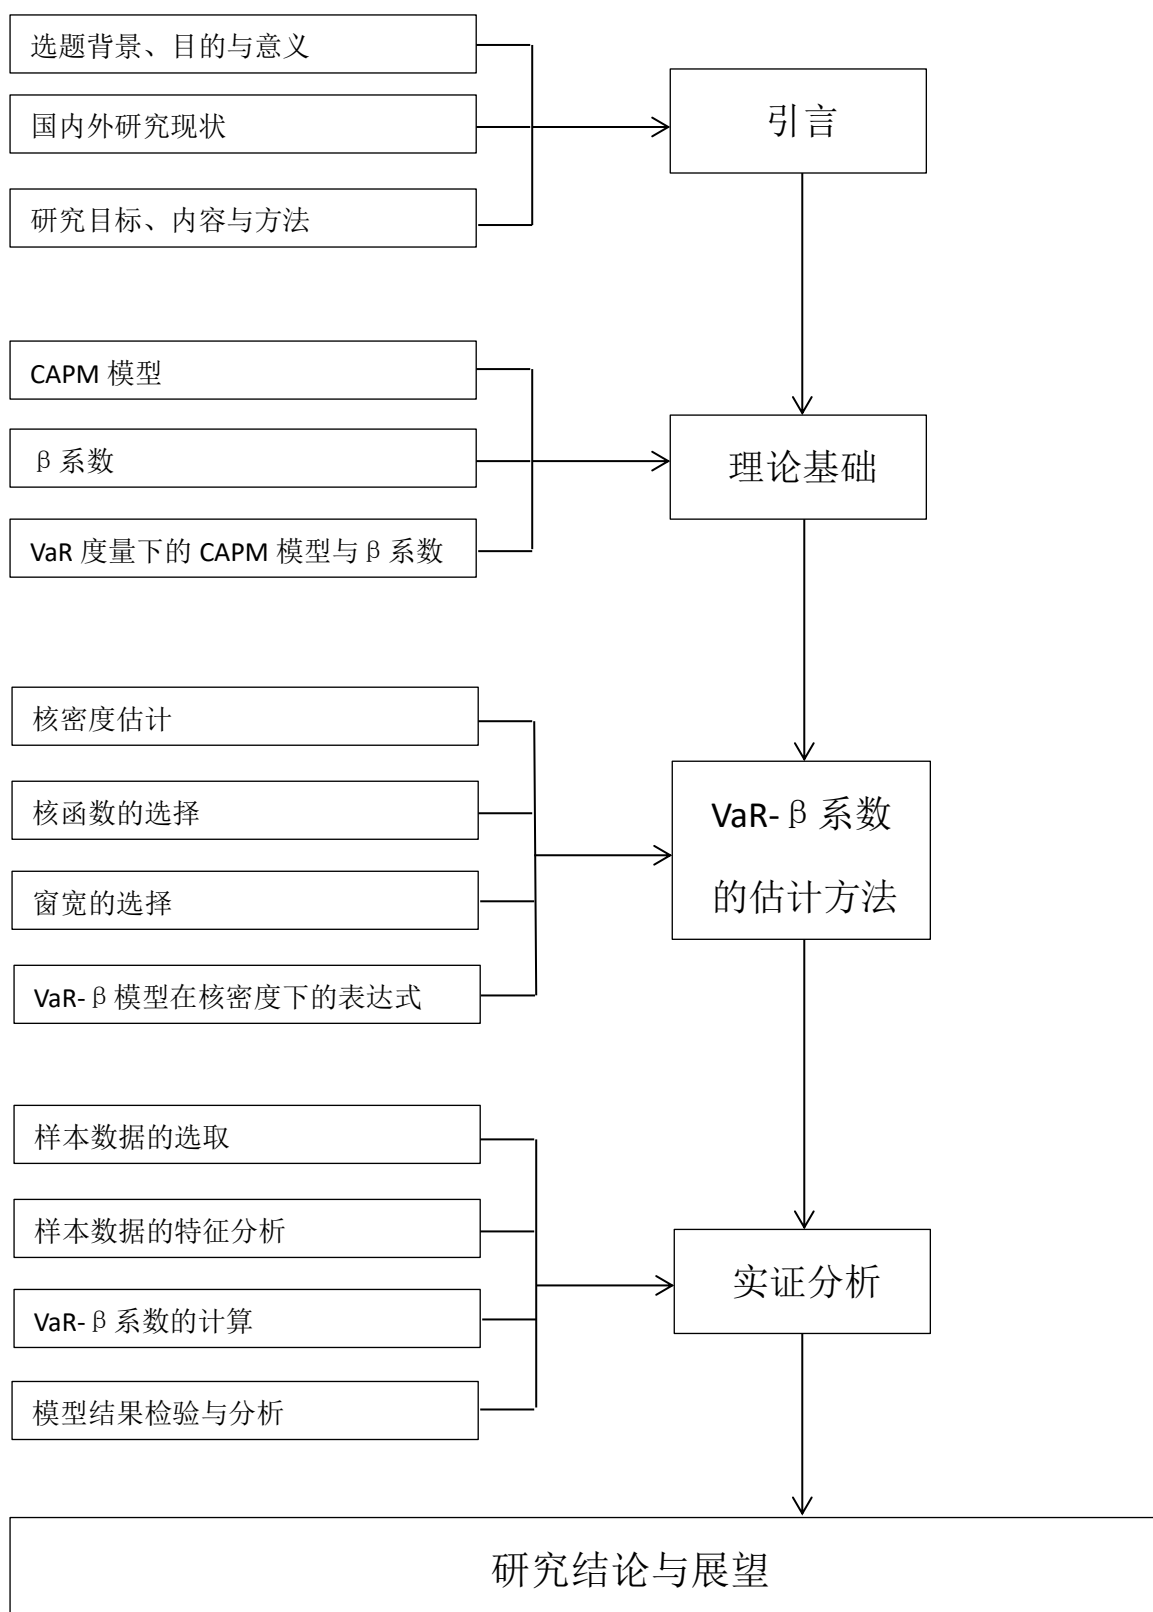 选题背景、目的与意义
国内外研究现状
研究目标、内容与方法
引言
CAPM 模型
β系数
VaR 度量下的 CAPM 模型与β系数
理论基础
核密度估计
核函数的选择
窗宽的选择
VaR-β模型在核密度下的表达式
VaR-β系数
的估计方法
样本数据的选取
样本数据的特征分析
VaR-β系数的计算
模型结果检验与分析
实证分析
研究结论与展望